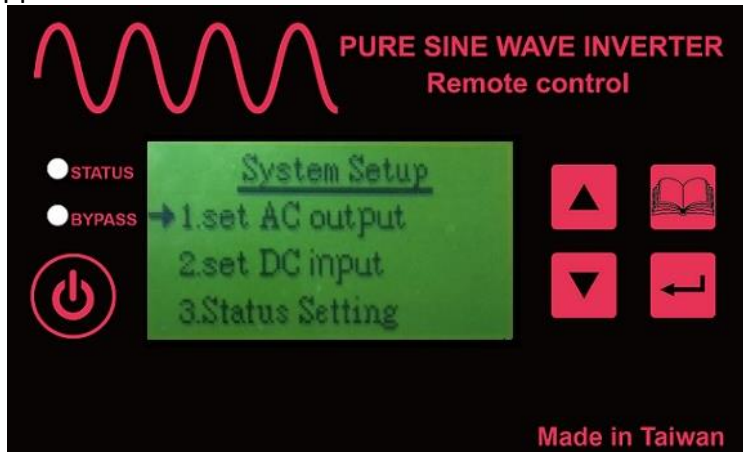 PURE SINE WAVE INVERTER
Remote control
STATUS
BYPASS
System Setup
1.set AC output
2.set DC input
3.Status Setting
Made in Taiwan